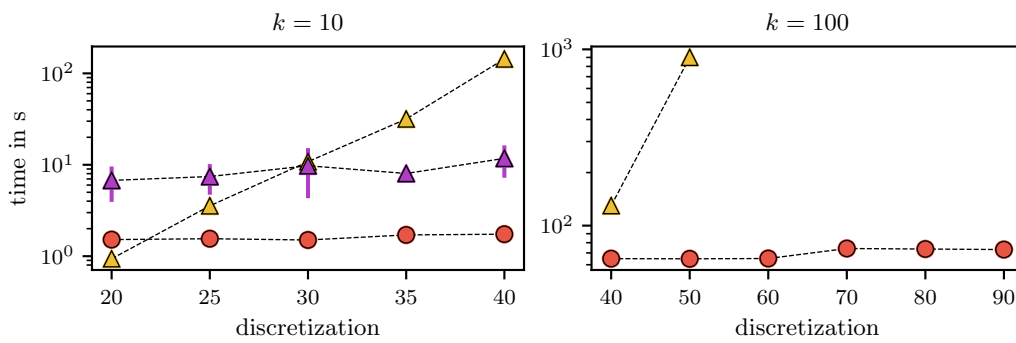 k = 10
10²
10¹
10⁰
time in s
20 25 30 35 40
discretization
k = 100
10³
10²
40 50 60 70 80 90
discretization